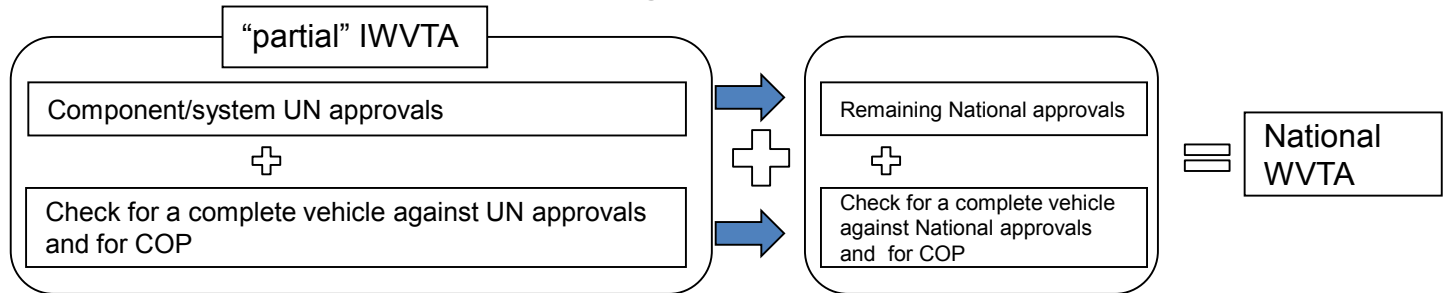 “partial” IWVTA
Component/system UN approvals
Check for a complete vehicle against UN approvals
and for COP
Remaining National approvals
Check for a complete vehicle
against National approvals
and for COP
National
WVTA